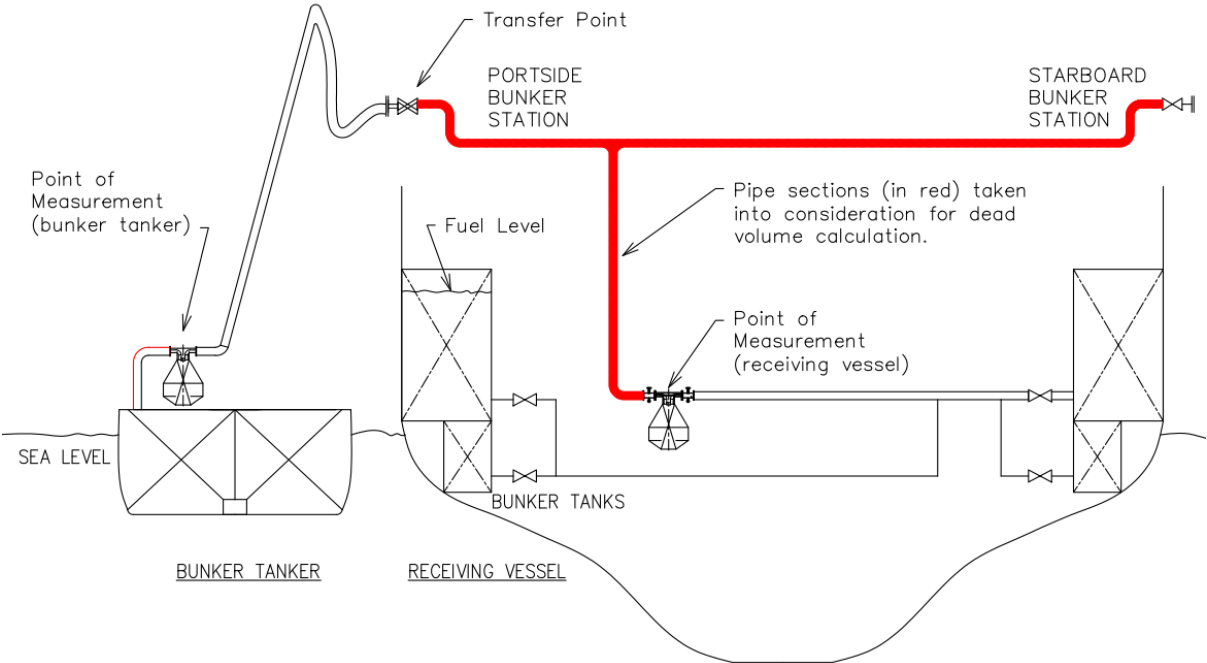 Transfer Point
PORTSIDE
BUNKER
STATION
STARBOARD
BUNKER
STATION
Point of
Measurement
(bunker tanker)
Fuel Level
Pipe sections (in red) taken
into consideration for dead
volume calculation.
Point of
Measurement
(receiving vessel)
SEA LEVEL
BUNKER TANKS
BUNKER TANKER
RECEIVING VESSEL